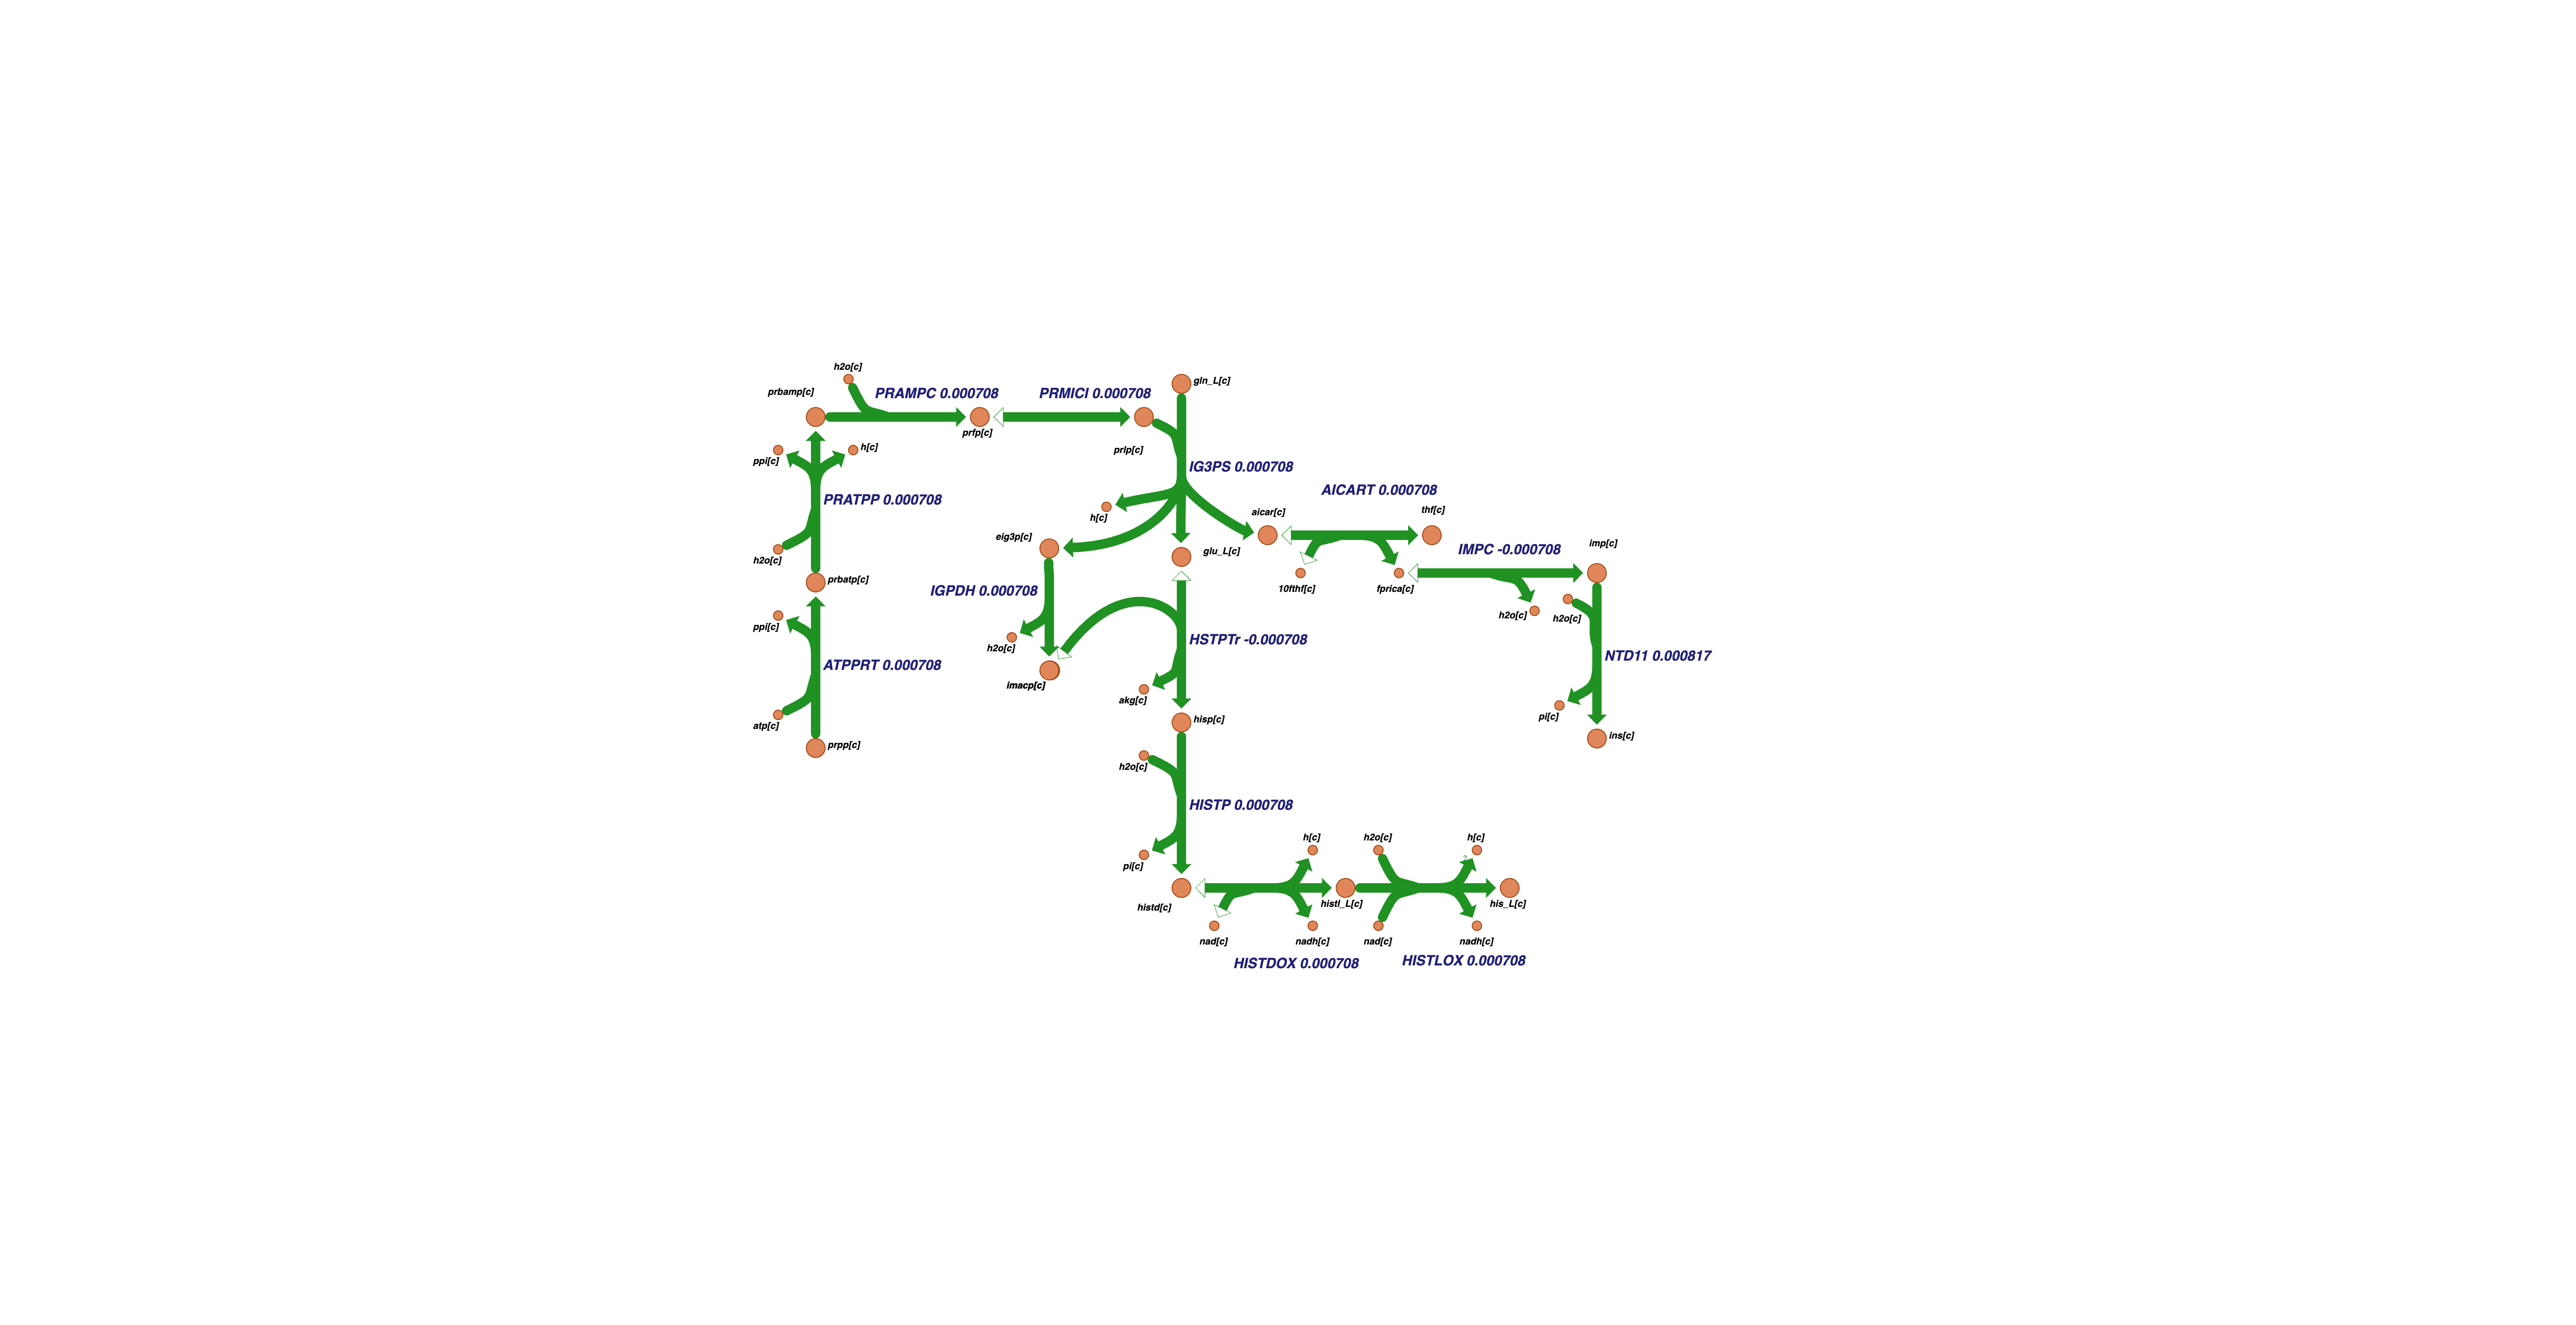 h2o[c]
prbamp[c]
PRAMPC 0.000708
PRMICI 0.000708
gln_L[c]
prfp[c]
prlp[c]
ppi[c]
h[c]
IG3PS 0.000708
PRATPP 0.000708
AICART 0.000708
h[c]
aicar[c]
thf[c]
eig3p[c]
glu_L[c]
IMPC -0.000708
imp[c]
h2o[c]
prbatp[c]
IGPDH 0.000708
10fthf[c]
fprica[c]
h2o[c]
h2o[c]
ppi[c]
HSTPTr -0.000708
h2o[c]
NTD11 0.000817
ATPPRT 0.000708
imacp[c]
akg[c]
pi[c]
atp[c]
hisp[c]
prpp[c]
ins[c]
h2o[c]
HISTP 0.000708
h[c]
h2o[c]
h[c]
pi[c]
histd[c]
histl_L[c]
his_L[c]
nad[c]
nadh[c]
nad[c]
nadh[c]
HISTDOX 0.000708
HISTLOX 0.000708